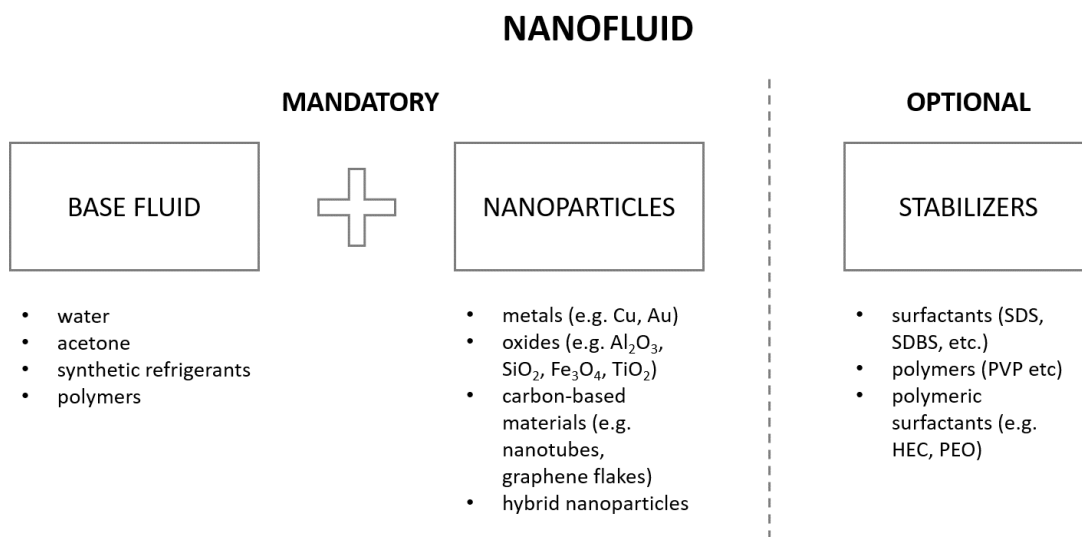 NANOFLUID
MANDATORY
OPTIONAL
BASE FLUID
NANOPARTICLES
STABILIZERS
• water
• acetone
• synthetic refrigerants
• polymers
• metals (e.g. Cu, Au)
• oxides (e.g. Al₂O₃,
SiO₂, Fe₃O₄, TiO₂)
• carbon-based
materials (e.g.
nanotubes,
graphene flakes)
• hybrid nanoparticles
• surfactants (SDS,
SDBS, etc.)
• polymers (PVP etc)
• polymeric
surfactants (e.g.
HEC, PEO)